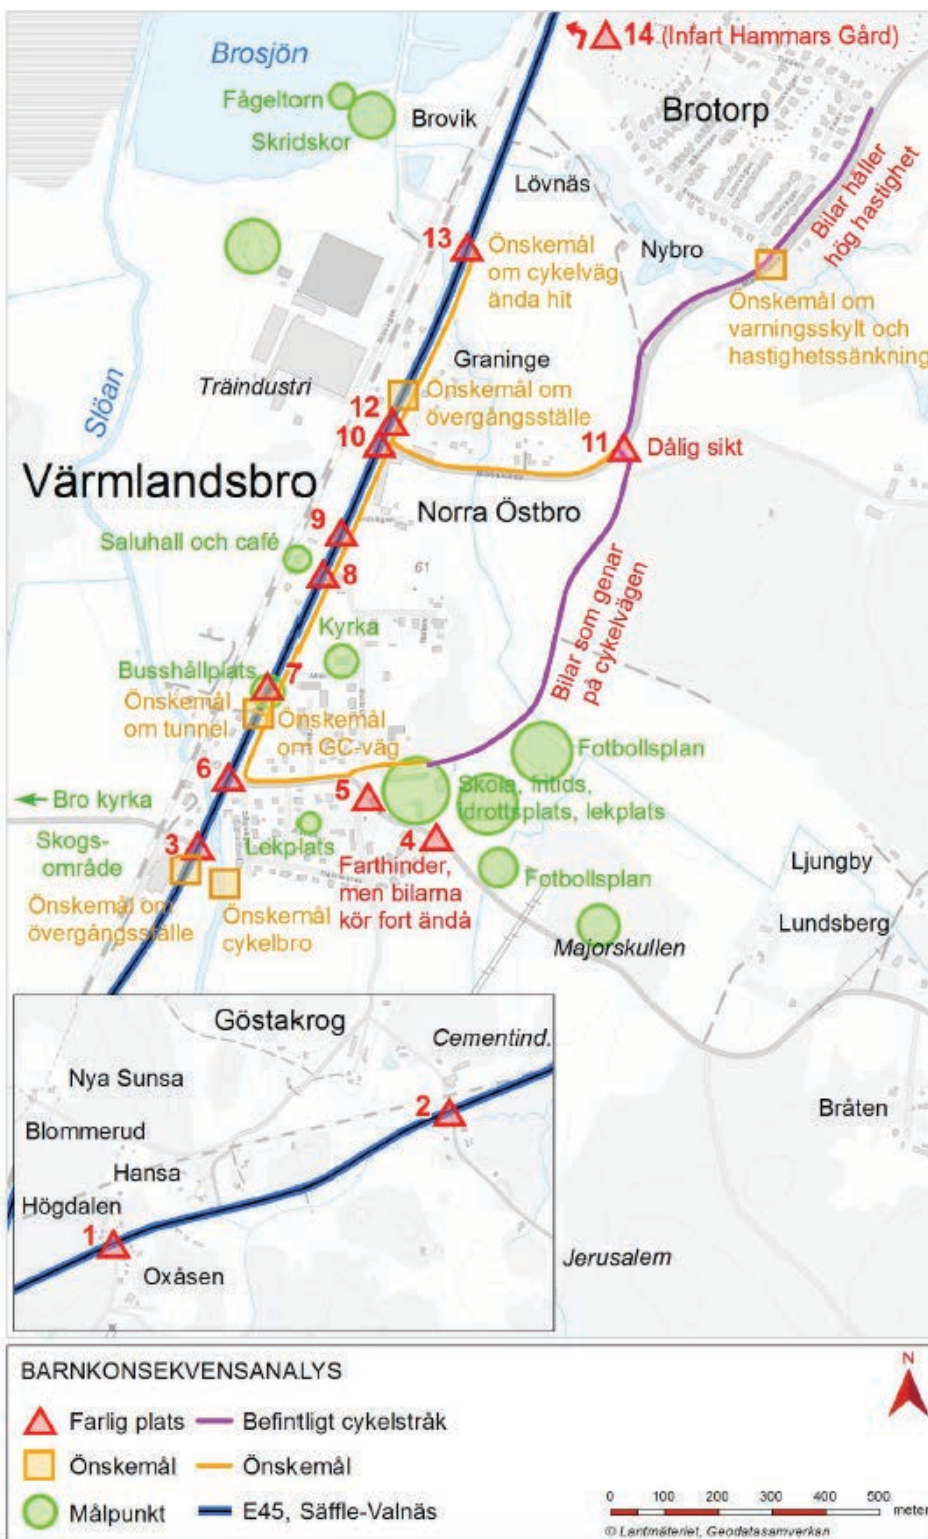 14 (Infart Hammars Gård)
Brosjön
Fågeltorn
Skridskor
Brovik
Brotorp
Lövnäs
Bilar håller
hög hastighet
13
Önskemål
om cykelväg
ända hit
Nybro
Önskemål om
varningsskylt och
hastighetssänkning
Slöan
Träindustri
Graninge
Önskemål om
övergångsställe
12
10
11
Dålig sikt
Värmlandsbro
Norra Östbro
9
Saluhall och café
8
61
Kyrka
Bilar som genar
på cykelvägen
Busshållplats
7
Önskemål
om tunnel
Önskemål
om GC-väg
Fotbollsplan
6
5
Skola, fritids,
idrottsplats, lekplats
Bro kyrka
Skogs-
område
3
Lekplats
4
Farthinder,
men bilarna
kör fort ändå
Fotbollsplan
Ljungby
Lundsberg
Önskemål om
övergångsställe
Önskemål
cykelbro
Majorskullen
Göstakrog
Cementind.
Nya Sunsa
2
Blommerud
Hansa
Högdalen
1
Oxåsen
Bråten
Jerusalem
BARNKONSEKVENSANALYS
N
Farlig plats
Befintligt cykelstråk
Önskemål
Önskemål
Målpunkt
E45, Säffle-Valnäs
0 100 200 300 400 500
meter
© Lantmäteriet, Geodatasamverkan